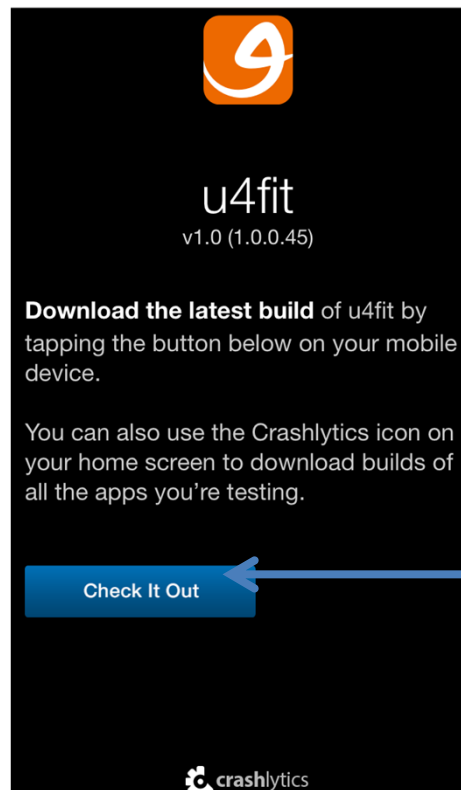 u4fit
v1.0 (1.0.0.45)
Download the latest build of u4fit by
tapping the button below on your mobile
device.
You can also use the Crashlytics icon on
your home screen to download builds of
all the apps you’re testing.
Check It Out
crashlytics